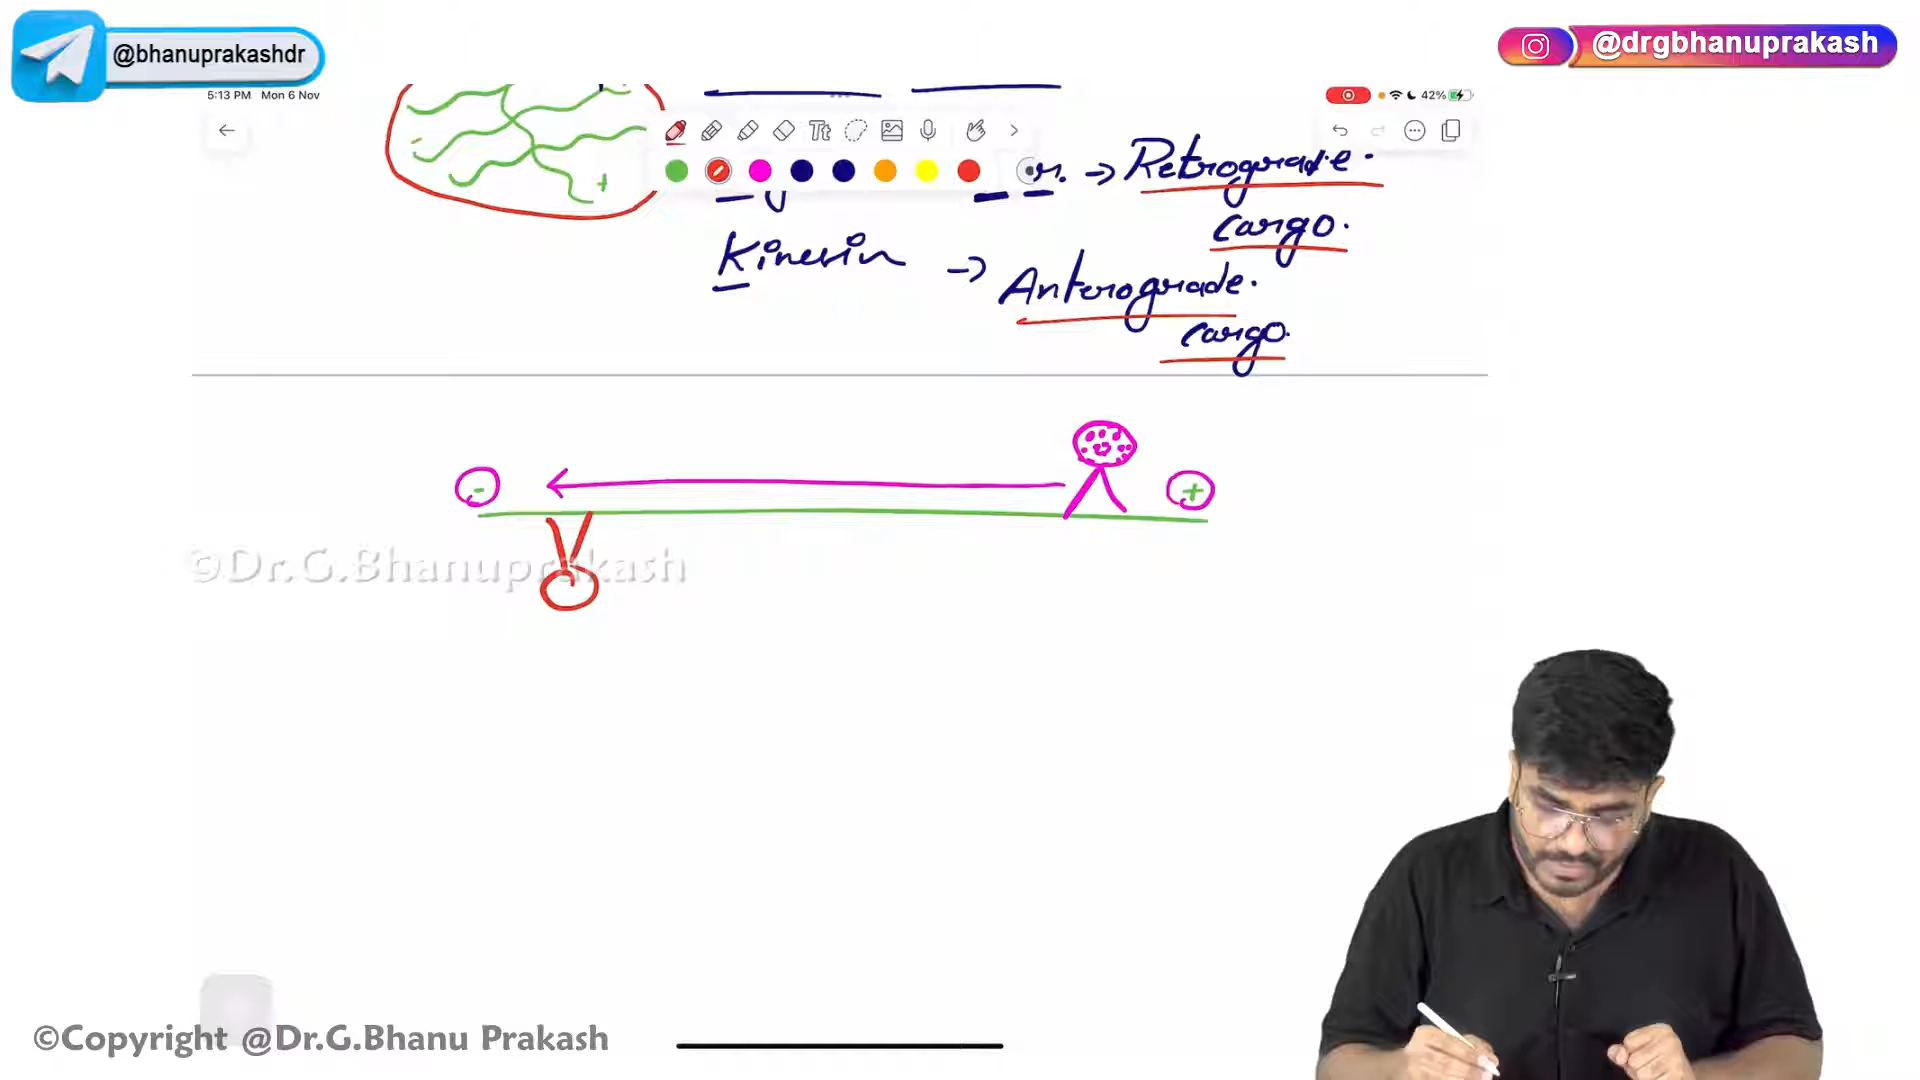 @bhanuprakashdr
@drgbhanuprakash
5:13 PM Mon 6 Nov
42%
Tt
→ Retrograde.
cargo.
Kinesin → Anterograde.
cargo.
+
-
+
©Dr.G.Bhanuprakash
©Copyright @Dr.G.Bhanu Prakash